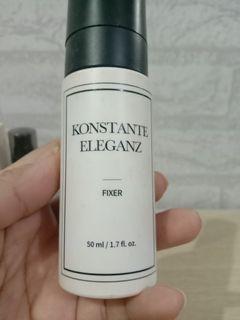 KONSTANTE
ELEGANZ
FIXER
50 ml / 1.7 fl. oz.